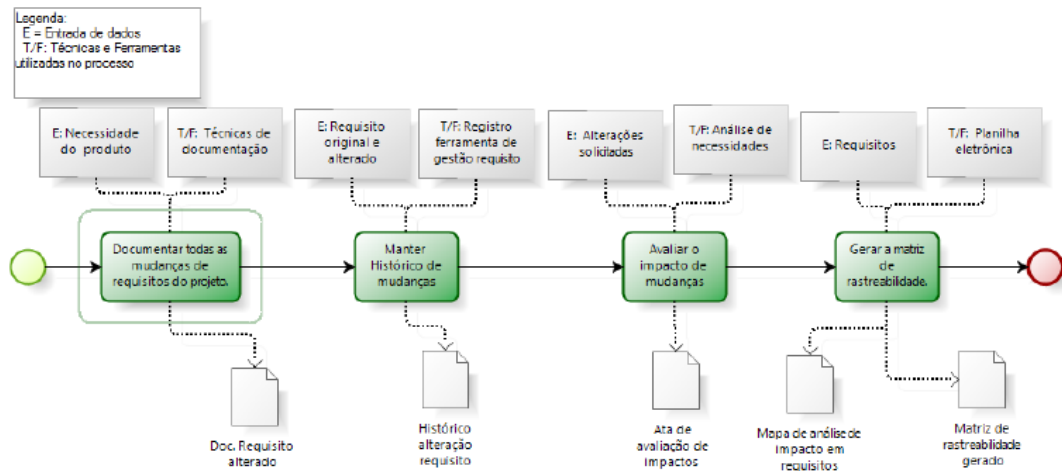 Legenda:
E = Entrada de dados
T/F: Técnicas e Ferramentas
utilizadas no processo
E: Necessidade
do produto
T/F: Técnicas de
documentação
E: Requisito
original e
alterado
T/F: Registro
ferramenta de
gestão requisito
E: Alterações
solicitadas
T/F: Análise de
necessidades
E: Requisitos
T/F: Planilha
eletrônica
Documentar todas as
mudanças de
requisitos do projeto.
Manter
Histórico de
mudanças
Avaliar o
impacto de
mudanças
Gerar a matriz
de
rastreabilidade.
Doc. Requisito
alterado
Histórico
alteração
requisito
Ata de
avaliação de
impactos
Mapa de análise de
impacto em
requisitos
Matriz de
rastreabilidade
gerado